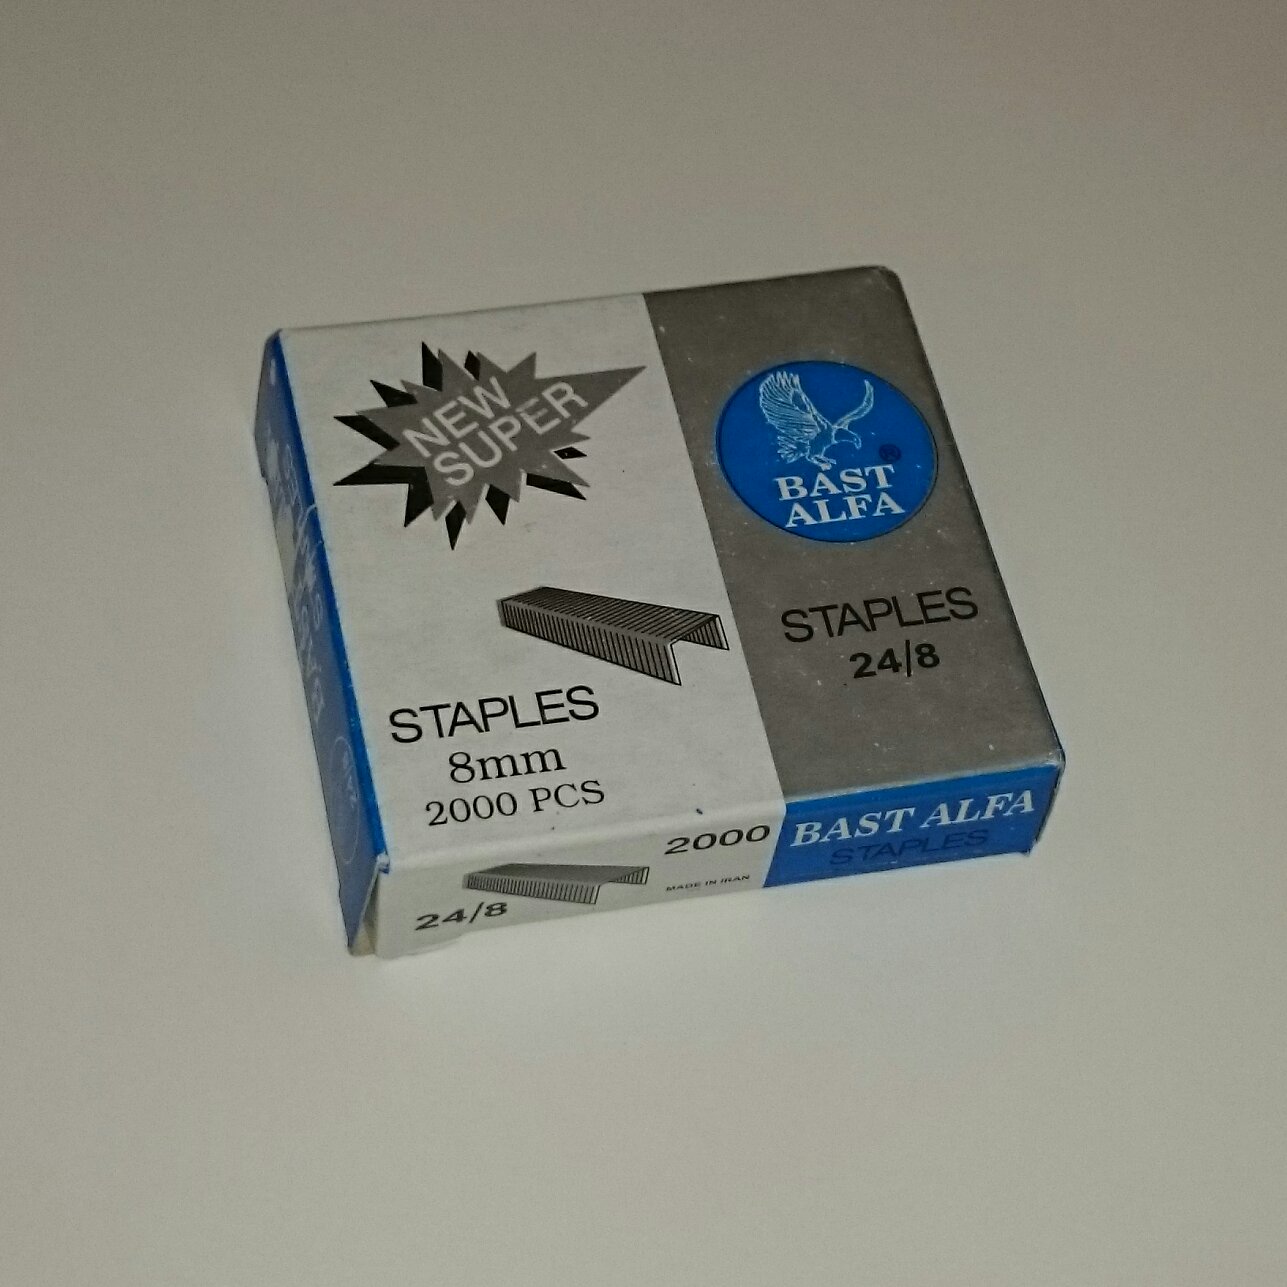 NEW
SUPER
STAPLES
8mm
2000 PCS
®
BAST
ALFA
STAPLES
24/8
24/8
2000
MADE IN IRAN
BAST ALFA
STAPLES